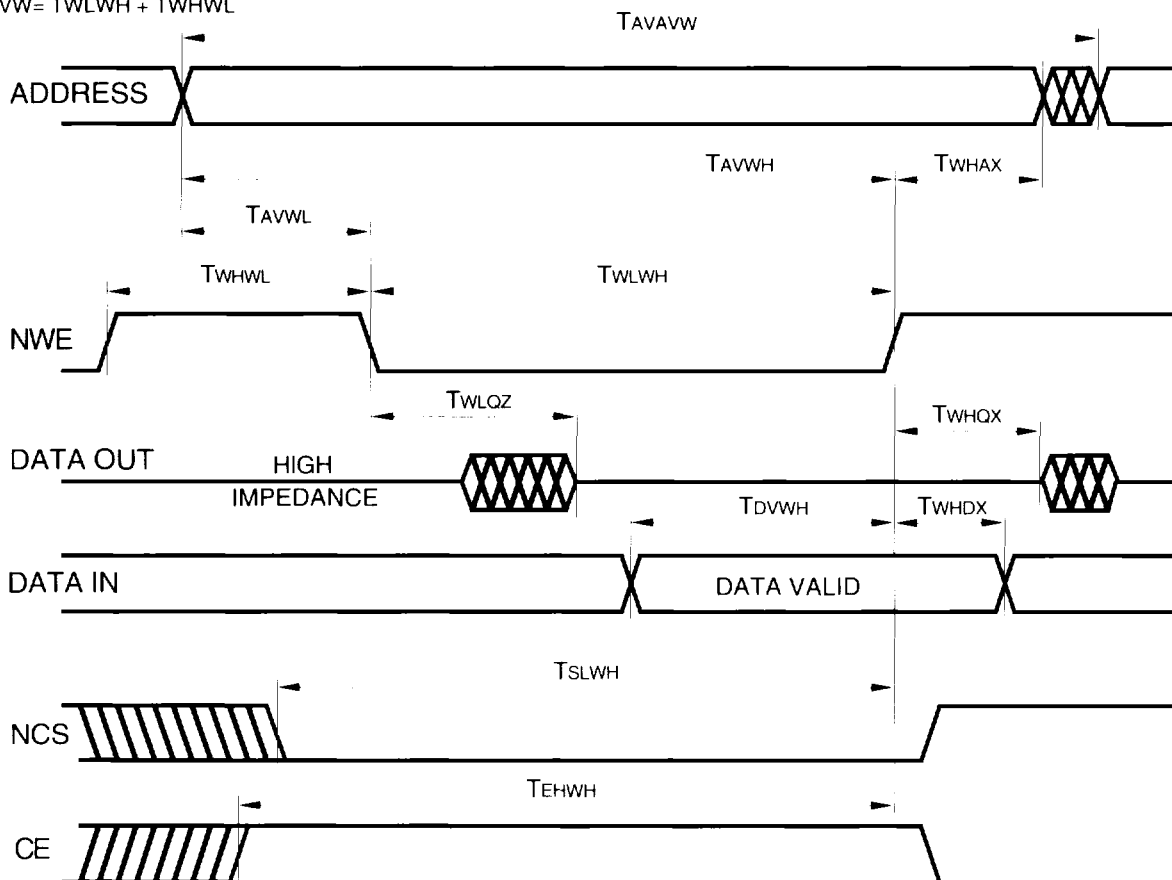 VW= TWLWH + TWHWL
TAVAVW
ADDRESS
TAVWH TWHAX
TAVWL
TWHWL TWLWH
NWE
TWLQZ TWHQX
DATA OUT HIGH
IMPEDANCE
TDVWH TWHDX
DATA IN DATA VALID
TSLWH
NCS
TEHWH
CE